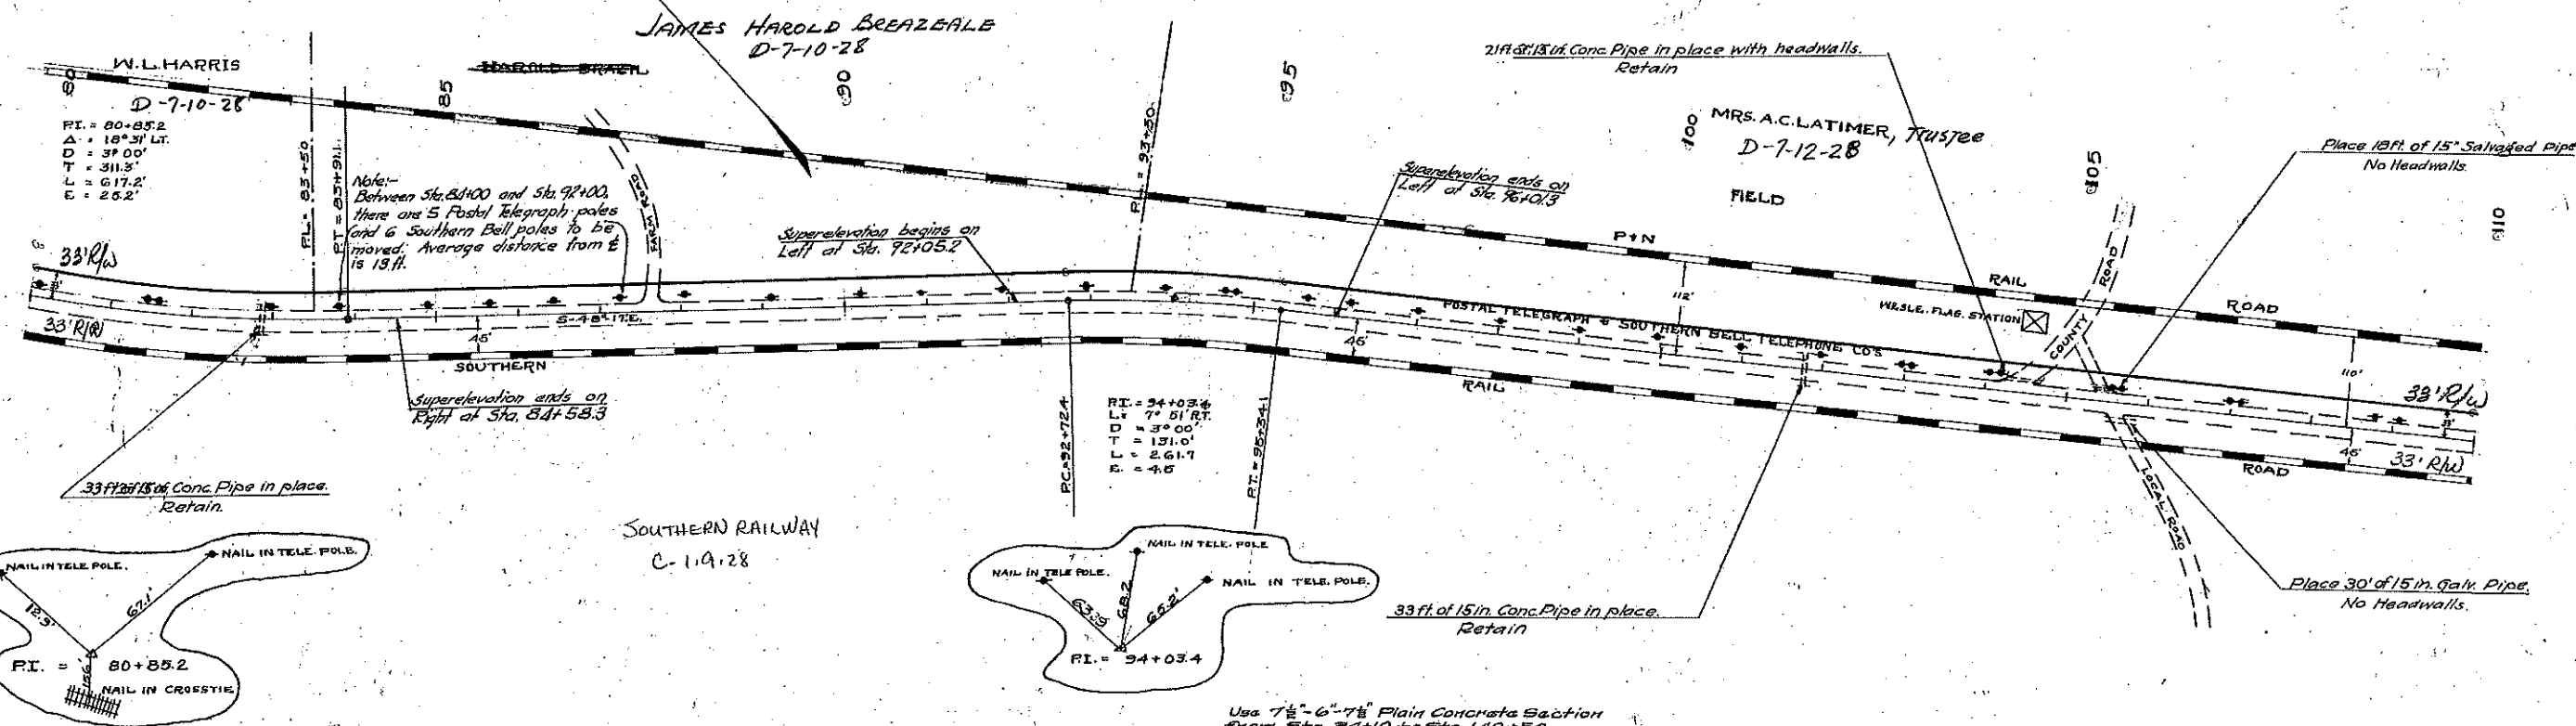 JAMES HAROLD BREAZEALE
D-7-10-28
W.L. HARRIS
D-7-10-28
80
85
90
95
100
105
110
P.I. = 80+85.2
Δ = 18° 31' LT.
D = 3° 00'
T = 311.3'
L = 617.2'
E = 25.2'
P.L. = 83+50
P.T. = 83+91.1
Note:-
Between Sta. 84+00 and Sta. 92+00,
there are 5 Postal Telegraph poles
and 6 Southern Bell poles to be
moved. Average distance from ℄
is 19 ft.
FARM ROAD
Superelevation begins on
Left at Sta. 92+05.2
P.L. = 93+50
Superelevation ends on
Left at Sta. 96+01.3
21 ft. of 15 in. Conc. Pipe in place with headwalls.
Retain
MRS. A.C. LATIMER, Trustee
D-7-12-28
FIELD
Place 18 ft. of 15" Salvaged Pipe
No Headwalls.
P+N
RAIL
ROAD
COUNTY
ROAD
WESLE. FLAG. STATION
112'
110'
33' R/W
33' R/W
S-48°-17'E.
45'
45'
45'
8'
POSTAL TELEGRAPH & SOUTHERN BELL TELEPHONE CO'S
33' R/W
33' R/W
SOUTHERN
RAIL
ROAD
LOCAL ROAD
Superelevation ends on
Right at Sta. 84+58.3
P.C. = 92+72.4
P.I. = 94+03.4
L = 7° 51' RT.
D = 3° 00'
T = 131.0'
L = 261.7
E. = 4.5
P.T. = 95+34.1
33 ft. of 15 in. Conc. Pipe in place.
Retain.
SOUTHERN RAILWAY
C-1-9-28
NAIL IN TELE. POLE.
NAIL IN TELE. POLE.
12.9'
67.1'
P.I. = 80+85.2
NAIL IN CROSSTIE
NAIL IN TELE. POLE
NAIL IN TELE POLE.
NAIL IN TELE. POLE.
63.9
68.2
65.2'
P.I. = 94+03.4
33 ft. of 15 in. Conc. Pipe in place.
Retain
Place 30' of 15 in. Galv. Pipe.
No Headwalls.
Use 7½"-6"-7½" Plain Concrete Section